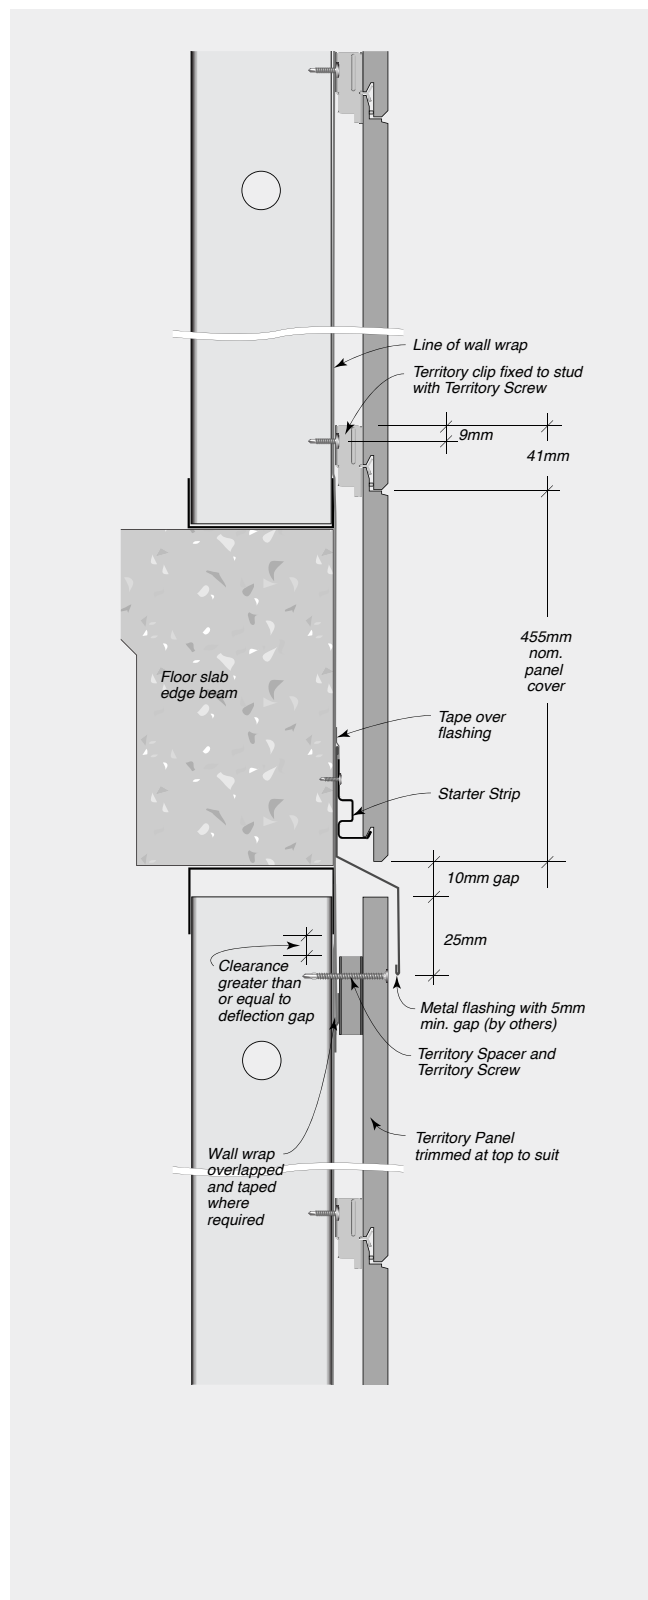 Line of wall wrap
Territory clip fixed to stud
with Territory Screw
9mm
41mm
455mm
nom.
panel
cover
Floor slab
edge beam
Tape over
flashing
Starter Strip
10mm gap
25mm
Clearance
greater than
or equal to
deflection gap
Metal flashing with 5mm
min. gap (by others)
Territory Spacer and
Territory Screw
Territory Panel
trimmed at top to suit
Wall wrap
overlapped
and taped
where
required